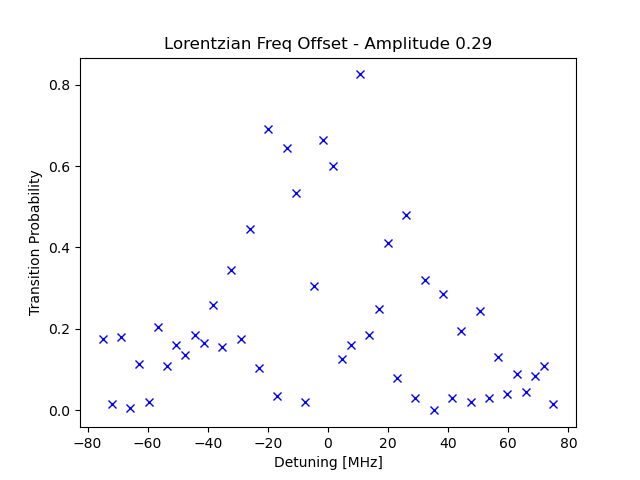 Lorentzian Freq Offset - Amplitude 0.29
Transition Probability
0.8
0.6
0.4
0.2
0.0
−80 −60 −40 −20 0 20 40 60 80
Detuning [MHz]